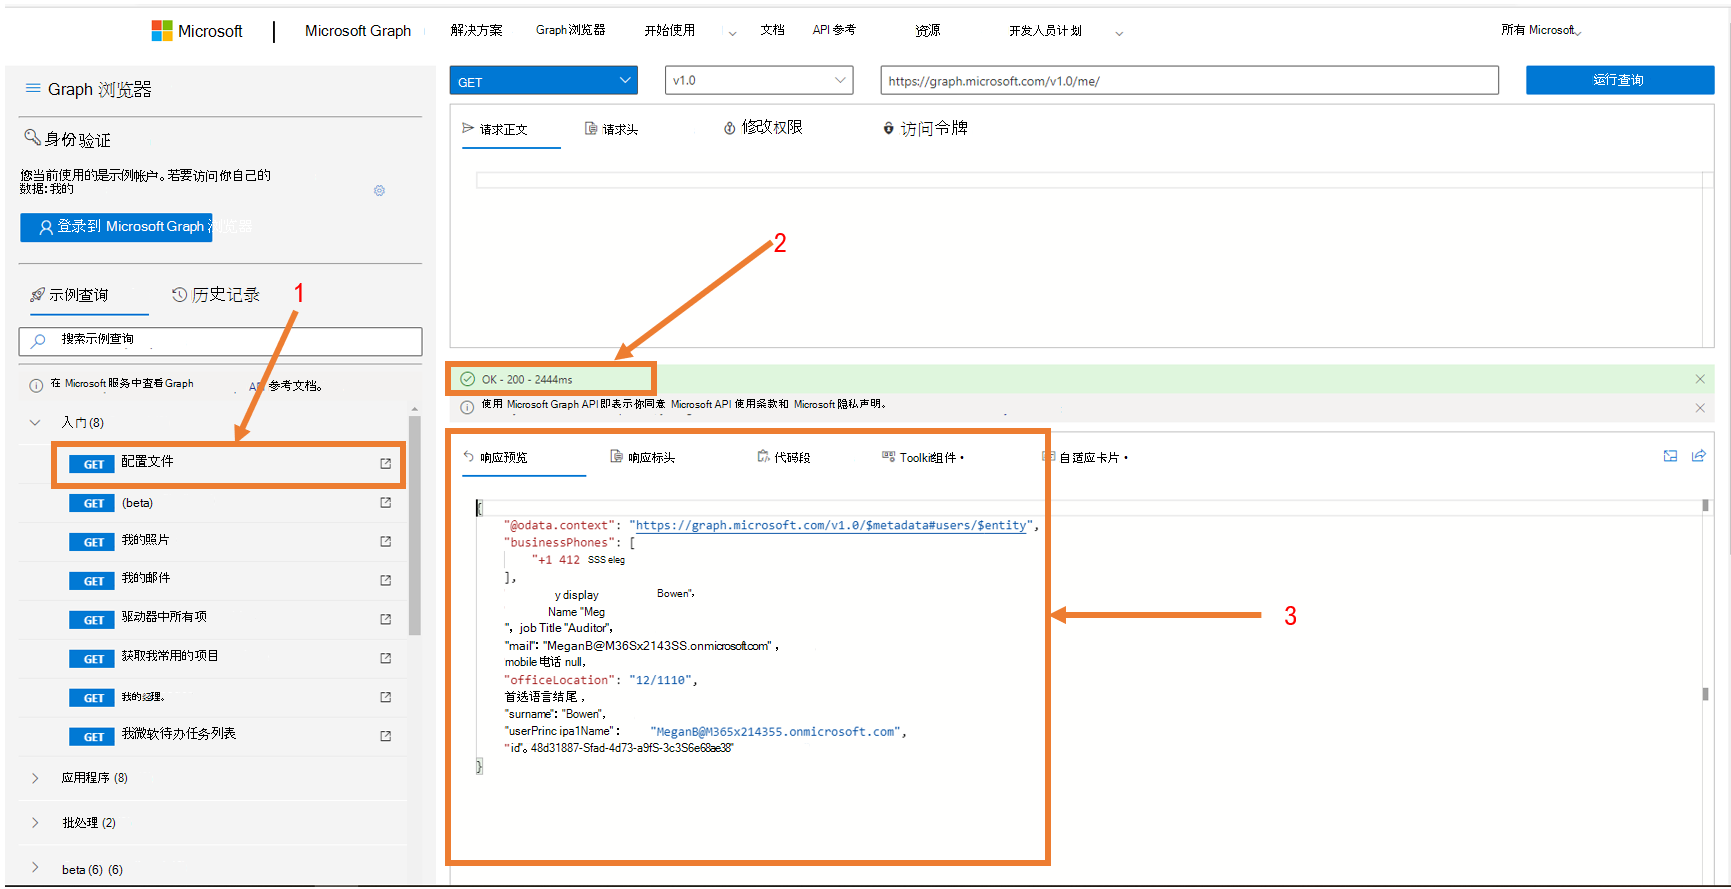 Microsoft | Microsoft Graph 解决方案 Graph浏览器 开始使用 文档 API 参考 资源 开发人员计划 所有 Microsoft
Graph 浏览器
身份验证
您当前使用的是示例帐户。若要访问你自己的
数据:我的
登录到 Microsoft Graph 浏览器
示例查询 历史记录
1
搜索示例查询
在 Microsoft 服务中查看 Graph 参考文档。
入门 (8)
GET 配置文件
GET (beta)
GET 我的照片
GET 我的邮件
GET 驱动器中所有项
GET 获取我常用的项目
GET 我的经理。
GET 我微软待办任务列表
应用程序 (8)
批处理 (2)
beta (6) (6)
GET v1.0 https://graph.microsoft.com/v1.0/me/ 运行查询
请求正文 请求头 修改权限 访问令牌
2
OK - 200 - 2444ms
使用 Microsoft Graph API 即表示你同意 Microsoft API 使用条款和 Microsoft 隐私声明。
响应预览 响应标头 代码段 Toolkit组件 • 自适应卡片 •
{
"@odata.context": "https://graph.microsoft.com/v1.0/$metadata#users/$entity",
"businessPhones": [
"+1 412 SSS eleg
],
y display Bowen",
Name "Meg
", job Title "Auditor",
"mail": "MeganB@M36Sx2143SS.onmicrosoft.com" ,
mobile 电话 null,
"officeLocation": "12/1110",
首选语言结尾 ,
"surname": "Bowen",
"userPrinc ipa1Name": "MeganB@M365x214355.onmicrosoft.com",
"id"。48d31887-Sfad-4d73-a9fS-3c3S6e68ae38"
}
3